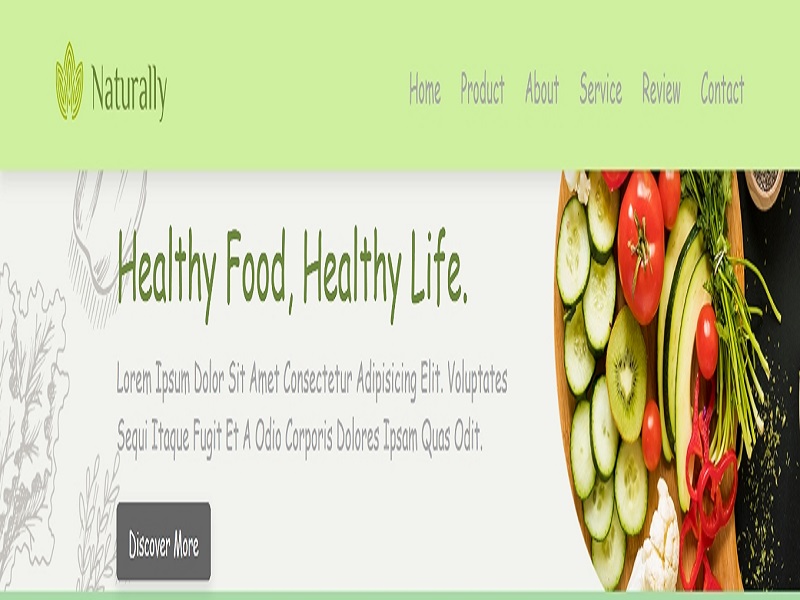 Naturally
Home Product About Service Review Contact
Healthy Food, Healthy Life.
Lorem Ipsum Dolor Sit Amet Consectetur Adipisicing Elit. Voluptates
Sequi Itaque Fugit Et A Odio Corporis Dolores Ipsam Quas Odit.
Discover More